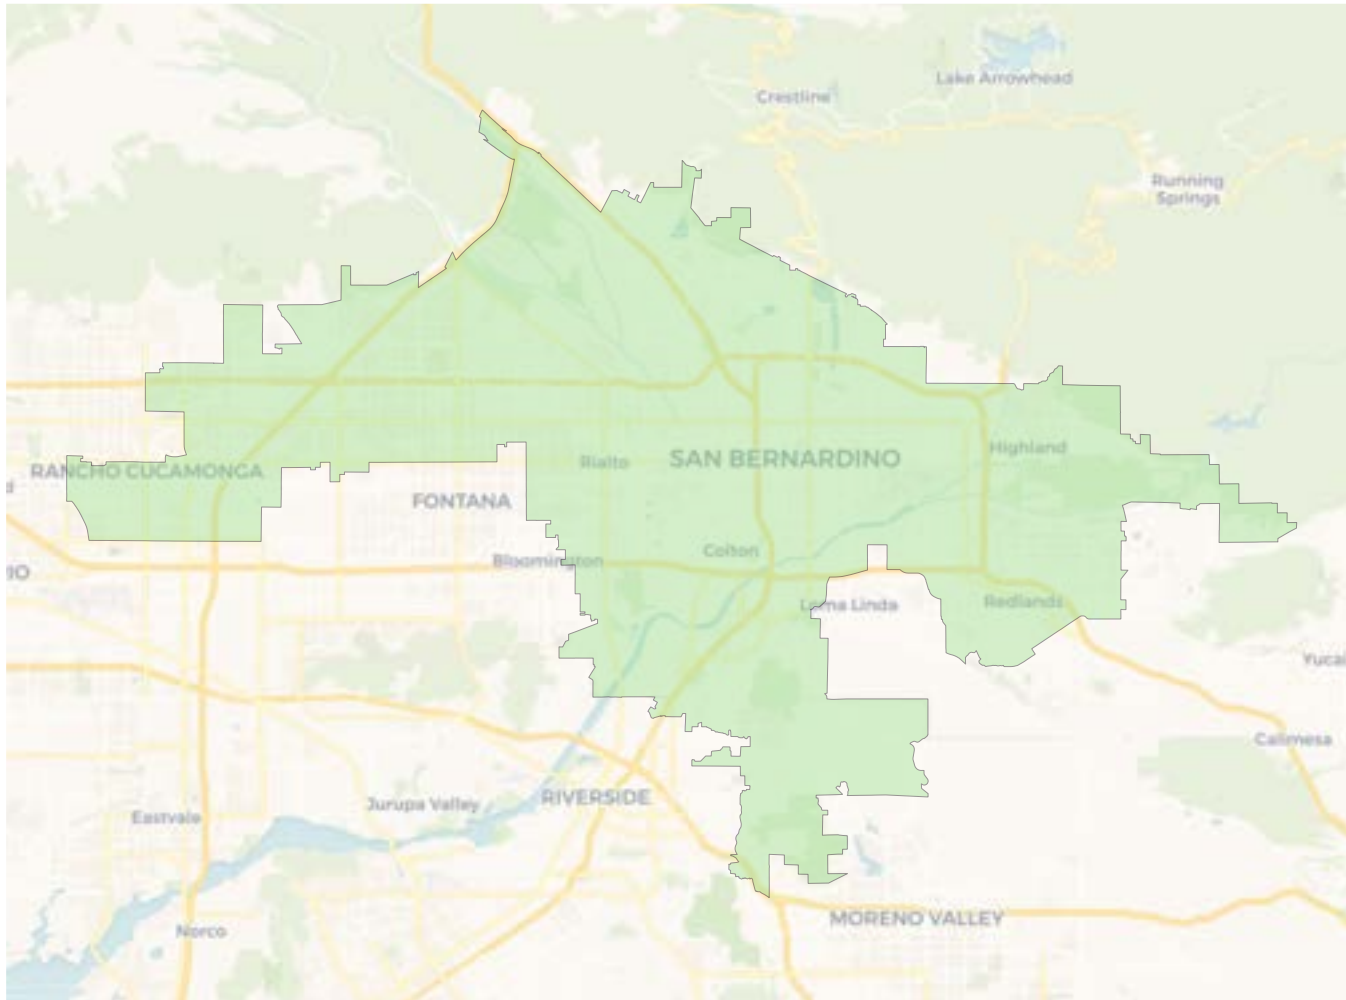 Lake Arrowhead
Crestline
Running
Springs
Highland
Rialto
SAN BERNARDINO
RANCHO CUCAMONGA
FONTANA
Colton
Bloomington
IO
Loma Linda
Redlands
Yucai
Calimesa
RIVERSIDE
Jurupa Valley
Eastvale
MORENO VALLEY
Norco